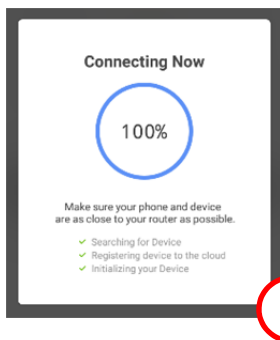 Connecting Now
100%
Make sure your phone and device
are as close to your router as possible.
Searching for Device
Registering device to the cloud
Initializing your Device